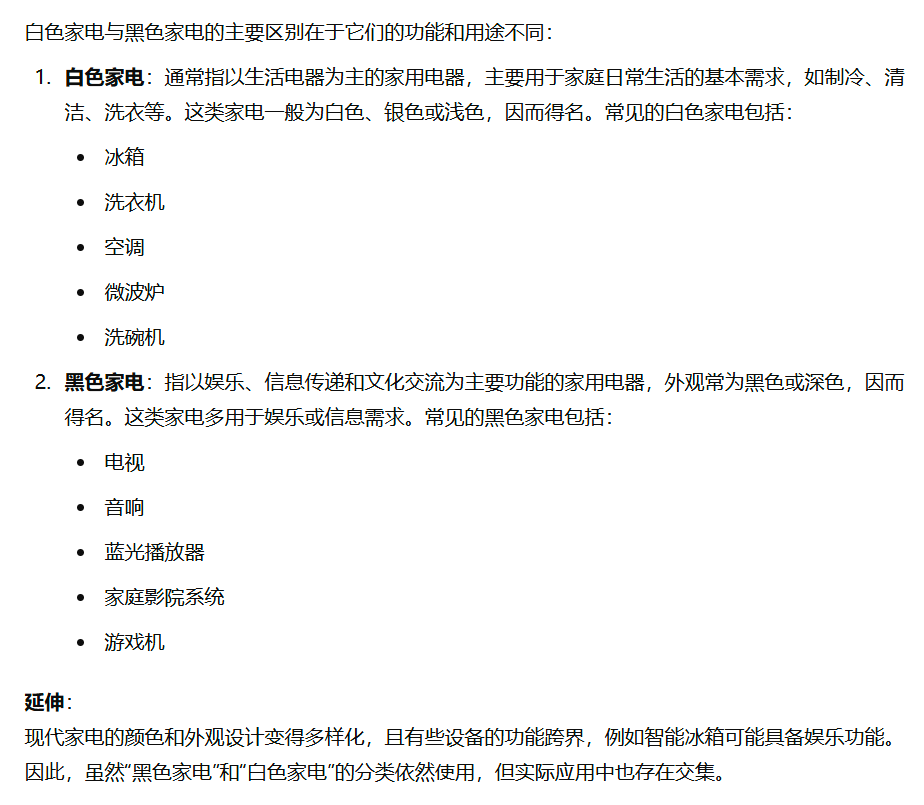 白色家电与黑色家电的主要区别在于它们的功能和用途不同：
1. 白色家电：通常指以生活电器为主的家用电器，主要用于家庭日常生活的基本需求，如制冷、清
洁、洗衣等。这类家电一般为白色、银色或浅色，因而得名。常见的白色家电包括：
• 冰箱
• 洗衣机
• 空调
• 微波炉
• 洗碗机
2. 黑色家电：指以娱乐、信息传递和文化交流为主要功能的家用电器，外观常为黑色或深色，因而
得名。这类家电多用于娱乐或信息需求。常见的黑色家电包括：
• 电视
• 音响
• 蓝光播放器
• 家庭影院系统
• 游戏机
延伸：
现代家电的颜色和外观设计变得多样化，且有些设备的功能跨界，例如智能冰箱可能具备娱乐功能。
因此，虽然"黑色家电"和"白色家电"的分类依然使用，但实际应用中也存在交集。